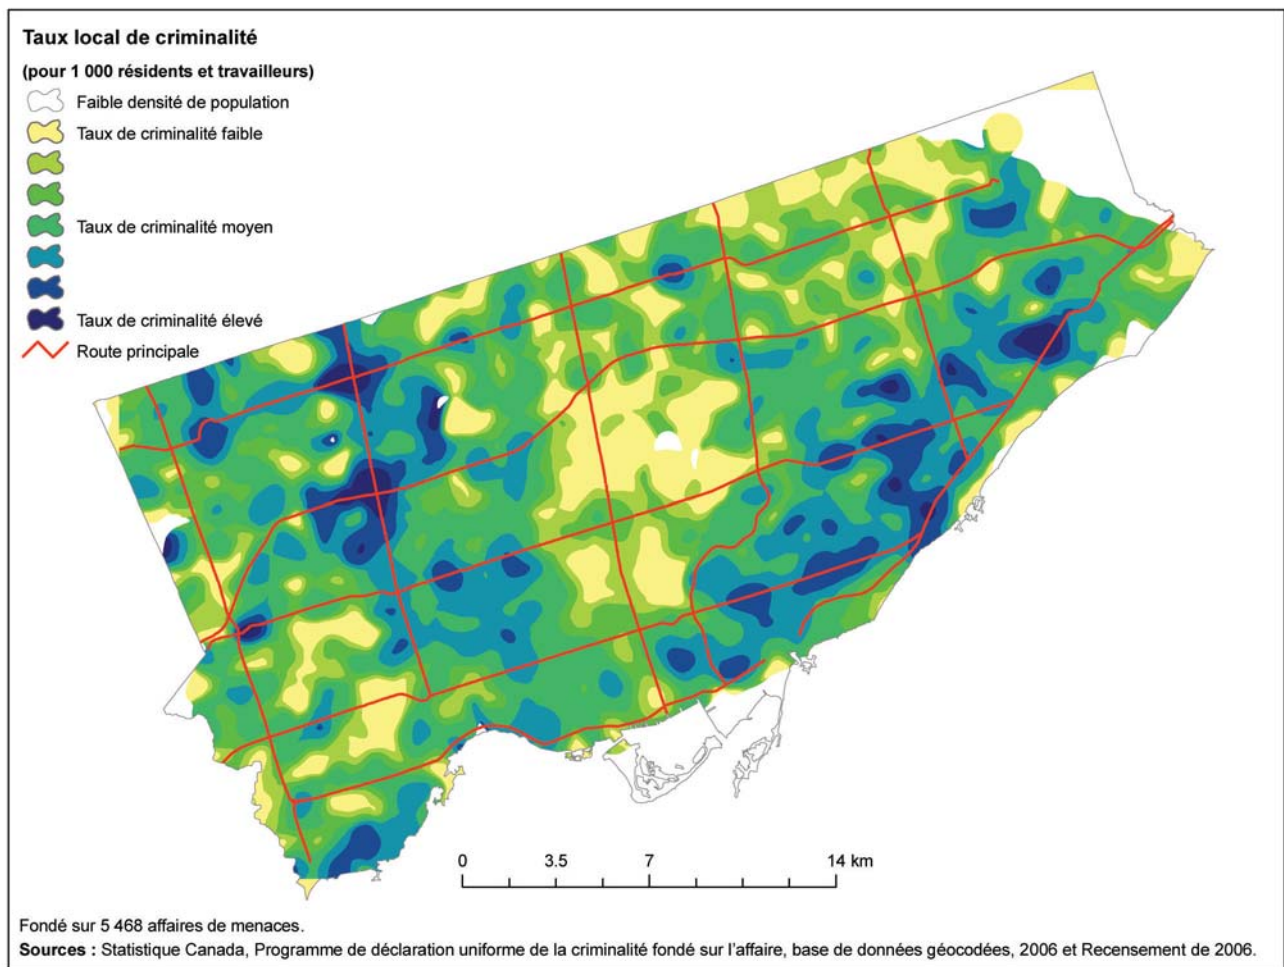 Taux local de criminalité
(pour 1 000 résidents et travailleurs)
Faible densité de population
Taux de criminalité faible
Taux de criminalité moyen
Taux de criminalité élevé
Route principale
0 3.5 7 14 km
Fondé sur 5 468 affaires de menaces.
Sources : Statistique Canada, Programme de déclaration uniforme de la criminalité fondé sur l'affaire, base de données géocodées, 2006 et Recensement de 2006.